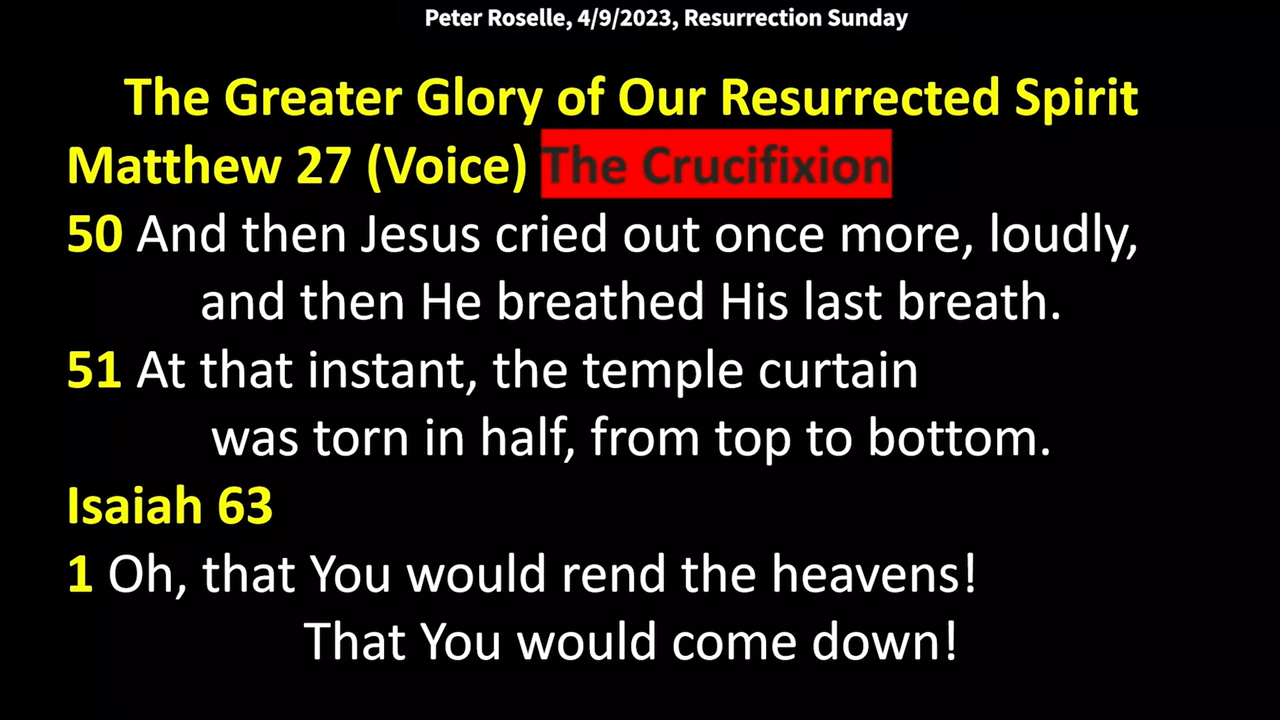 Peter Roselle, 4/9/2023, Resurrection Sunday
The Greater Glory of Our Resurrected Spirit
Matthew 27 (Voice) The Crucifixion
50 And then Jesus cried out once more, loudly,
and then He breathed His last breath.
51 At that instant, the temple curtain
was torn in half, from top to bottom.
Isaiah 63
1 Oh, that You would rend the heavens!
That You would come down!